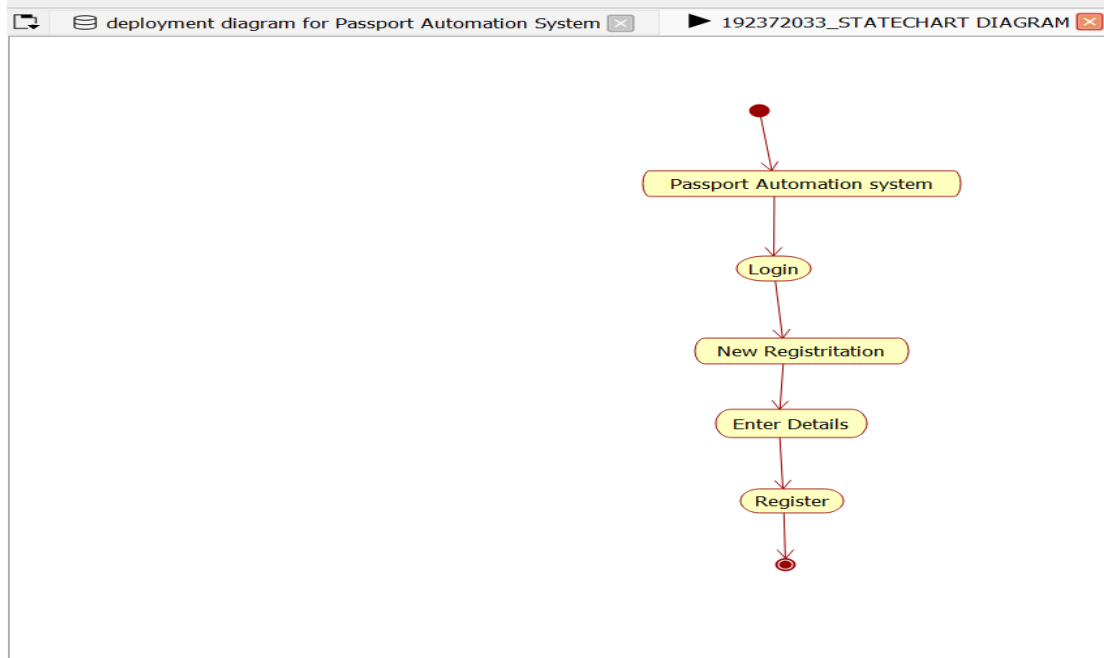 deployment diagram for Passport Automation System
192372033_STATECHART DIAGRAM
Passport Automation system
Login
New Registritation
Enter Details
Register